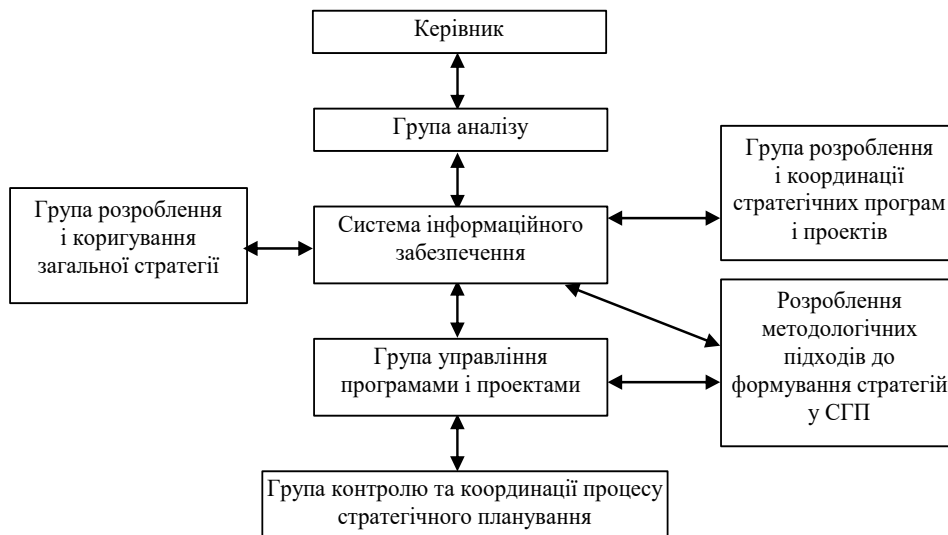 Керівник
Група аналізу
Група розроблення
і координації
стратегічних програм
і проектів
Група розроблення
і коригування
загальної стратегії
Система інформаційного
забезпечення
Розроблення
методологічних
підходів до
формування стратегій
у СГП
Група управління
програмами і проектами
Група контролю та координації процесу
стратегічного планування